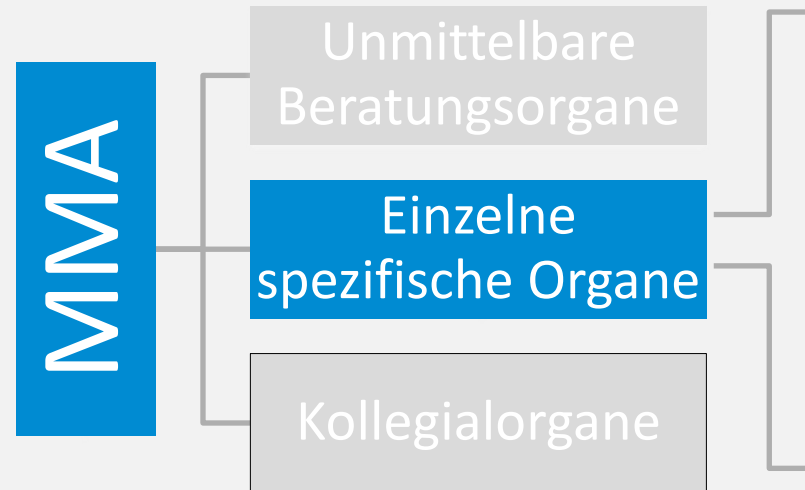 MMA
Unmittelbare
Beratungsorgane
Einzelne
spezifische Organe
Kollegialorgane